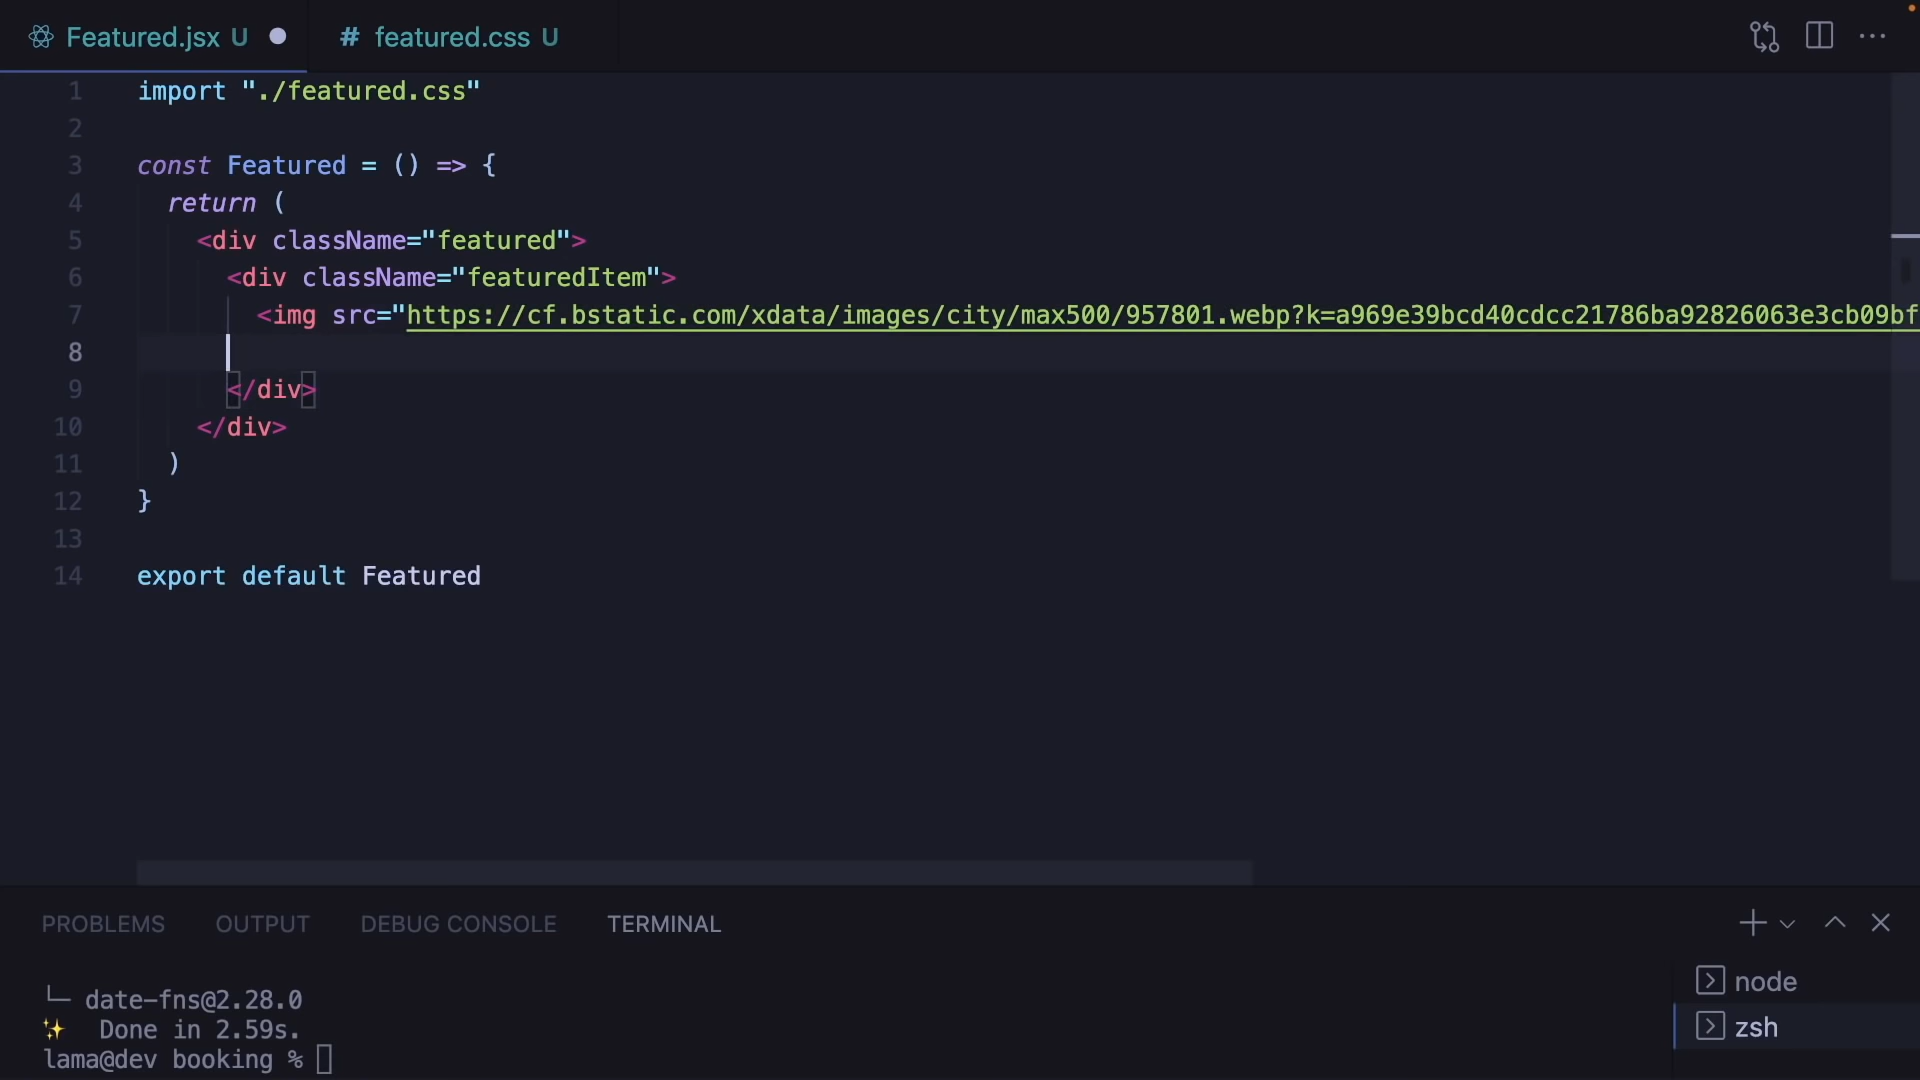 Featured.jsx U
# featured.css U
1 import "./featured.css"
2
3 const Featured = () => {
4 return (
5 <div className="featured">
6 <div className="featuredItem">
7 <img src="https://cf.bstatic.com/xdata/images/city/max500/957801.webp?k=a969e39bcd40cdcc21786ba92826063e3cb09bf
8
9 </div>
10 </div>
11 )
12 }
13
14 export default Featured
PROBLEMS OUTPUT DEBUG CONSOLE TERMINAL
└─ date-fns@2.28.0
✨ Done in 2.59s.
lama@dev booking %
node
zsh